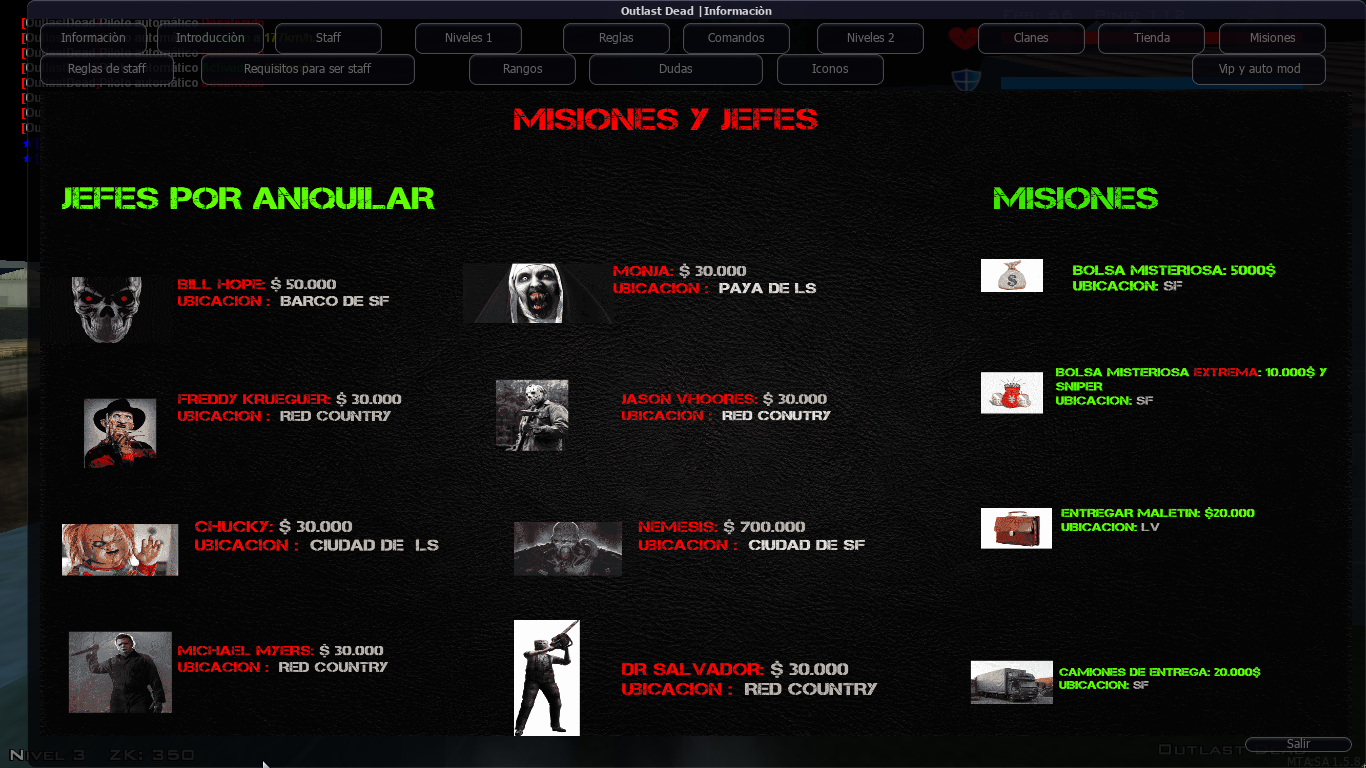 Outlast Dead |Informaciòn
Informaciòn
Introducciòn
Staff
Niveles 1
Reglas
Comandos
Niveles 2
Clanes
Tienda
Misiones
Reglas de staff
Requisitos para ser staff
Rangos
Dudas
Iconos
Vip y auto mod
MISIONES Y JEFES
JEFES POR ANIQUILAR
MISIONES
BILL HOPE: $ 50.000
UBICACION : BARCO DE SF
MONJA: $ 30.000
UBICACION : PAYA DE LS
BOLSA MISTERIOSA: 5000$
UBICACION: SF
FREDDY KRUEGUER: $ 30.000
UBICACION : RED COUNTRY
JASON VHOORES: $ 30.000
UBICACION : RED CONUTRY
BOLSA MISTERIOSA EXTREMA: 10.000$ Y
SNIPER
UBICACION: SF
CHUCKY: $ 30.000
UBICACION : CIUDAD DE LS
NEMESIS: $ 700.000
UBICACION : CIUDAD DE SF
ENTREGAR MALETIN: $20.000
UBICACION: LV
MICHAEL MYERS: $ 30.000
UBICACION : RED COUNTRY
DR SALVADOR: $ 30.000
UBICACION : RED COUNTRY
CAMIONES DE ENTREGA: 20.000$
UBICACION: SF
Nivel 3 ZK: 350
Outlast Dead
Salir
MTA:SA 1.5.8